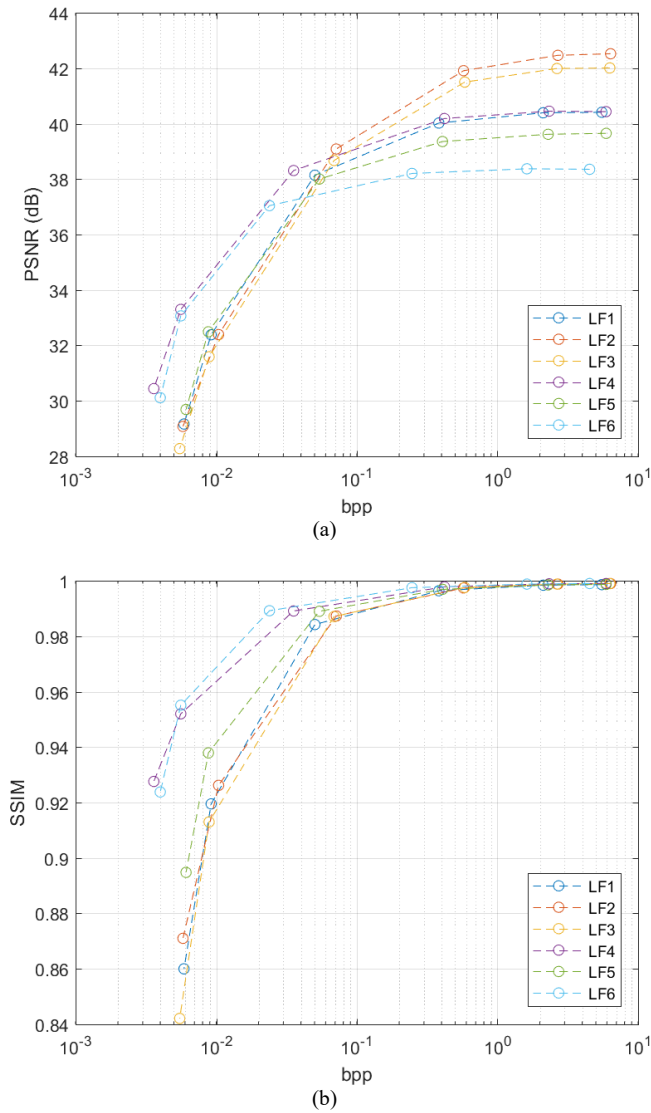 44
42
40
38
36
34
32
30
28
PSNR (dB)
LF1
LF2
LF3
LF4
LF5
LF6
10^-3
10^-2
10^-1
10^0
10^1
bpp
(a)
1
0.98
0.96
0.94
0.92
0.9
0.88
0.86
0.84
SSIM
LF1
LF2
LF3
LF4
LF5
LF6
10^-3
10^-2
10^-1
10^0
10^1
bpp
(b)